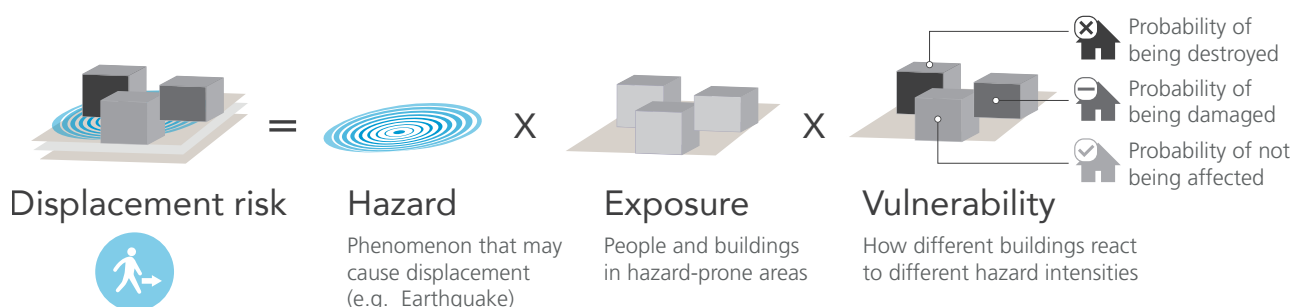 Probability of
being destroyed
Probability of
being damaged
Probability of not
being affected
= X X
Displacement risk
Hazard
Phenomenon that may
cause displacement
(e.g. Earthquake)
Exposure
People and buildings
in hazard-prone areas
Vulnerability
How different buildings react
to different hazard intensities